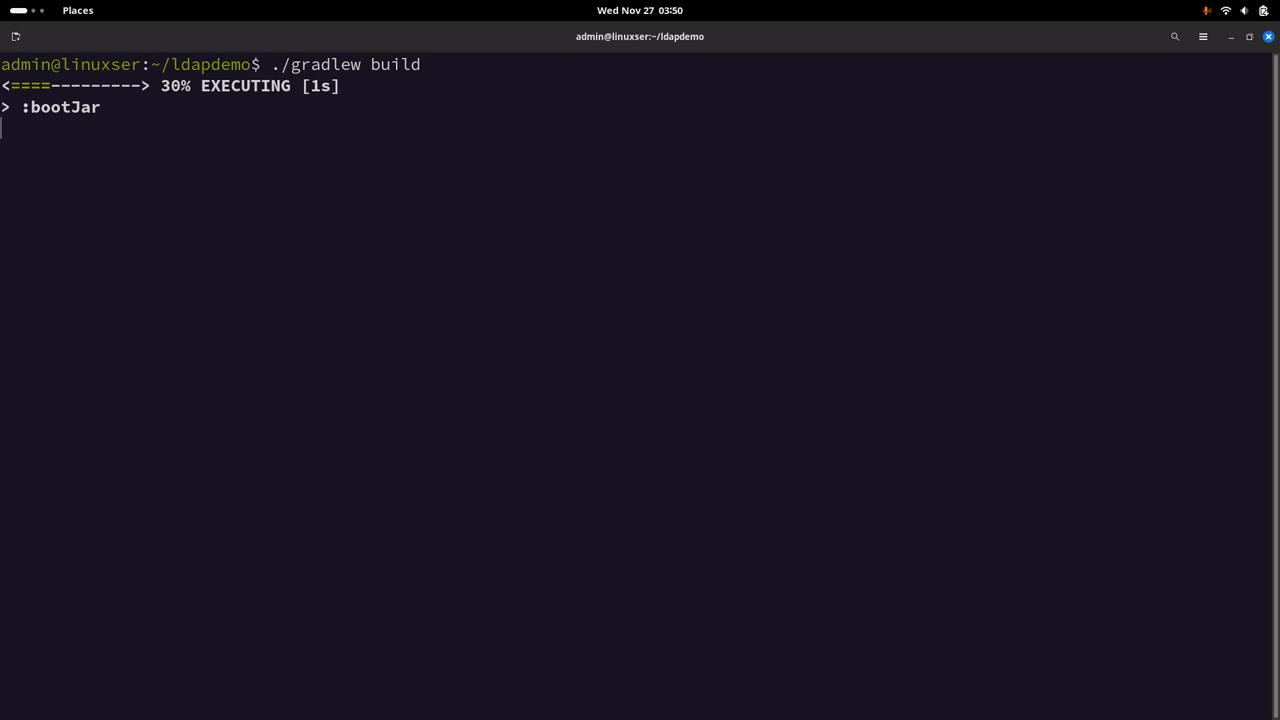 Places
Wed Nov 27 03:50
admin@linuxser:~/ldapdemo
admin@linuxser:~/ldapdemo$ ./gradlew build
<====---------> 30% EXECUTING [1s]
> :bootJar